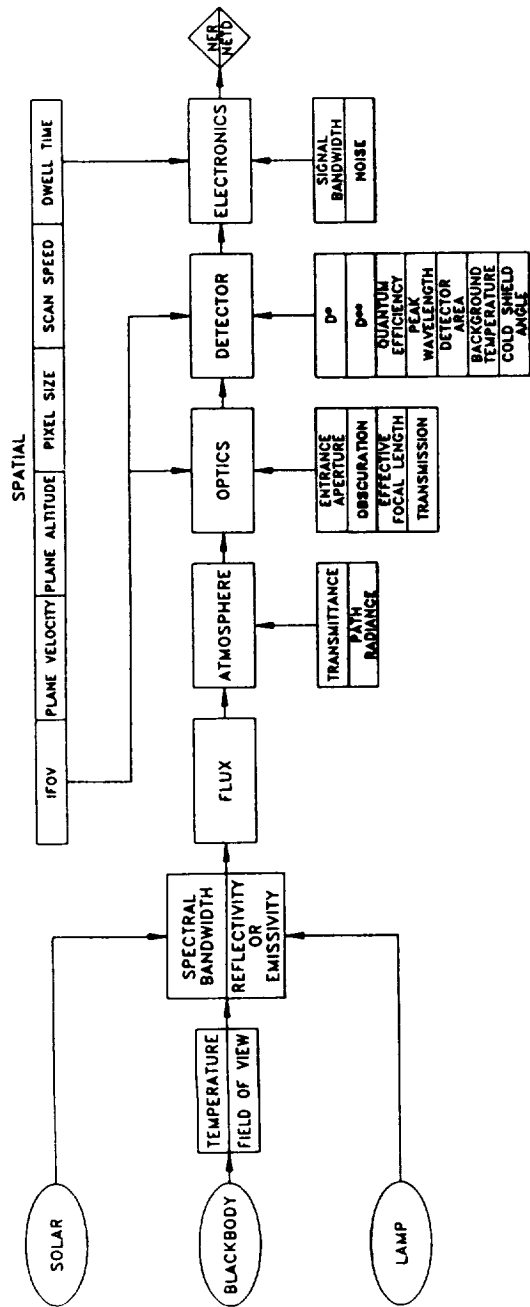 SPATIAL
IFOV
PLANE VELOCITY
PLANE ALTITUDE
PIXEL SIZE
SCAN SPEED
DWELL TIME
SOLAR
BLACKBODY
LAMP
TEMPERATURE
FIELD OF VIEW
SPECTRAL
BANDWIDTH
REFLECTIVITY
OR
EMISSIVITY
FLUX
ATMOSPHERE
OPTICS
DETECTOR
ELECTRONICS
NER
NETD
TRANSMITTANCE
PATH
RADIANCE
ENTRANCE
APERTURE
OBSCURATION
EFFECTIVE
FOCAL LENGTH
TRANSMISSION
D*
D**
QUANTUM
EFFICIENCY
PEAK
WAVELENGTH
DETECTOR
AREA
BACKGROUND
TEMPERATURE
COLD SHIELD
ANGLE
SIGNAL
BANDWIDTH
NOISE